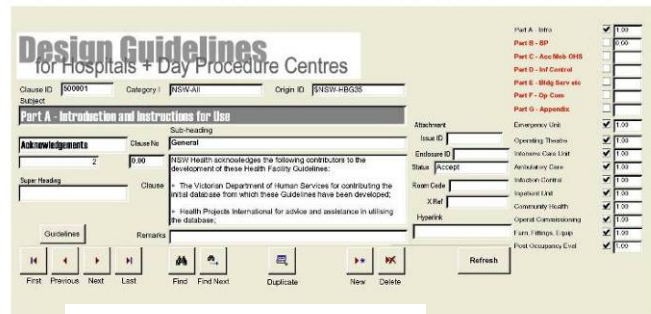 Design Guidelines
for Hospitals + Day Procedure Centres
Clause ID 500001 Category I NSW-All Origin ID $NSW-HBG35
Subject
Part A - Introduction and Instructions for Use
Sub-heading
Acknowledgements Clause No General
2 0.00
NSW Health acknowledges the following contributors to the
development of these Health Facility Guidelines:
Super Heading
Clause
+ The Victorian Department of Human Services for contributing the
initial database from which these Guidelines have been developed;
+ Health Projects International for advice and assistance in utilising
the database;
Guidelines
Remarks
Attachment
Issue ID
Enclosure ID
Status Accept
Room Code
X Ref
Hyperlink
First Previous Next Last Find Find Next Duplicate New Delete
Refresh
Part A - Intro 1.00
Part B - BP 0.00
Part C - Acc Mob OHS
Part D - Inf Control
Part E - Bldg Serv etc
Part F - Op Com
Part G - Appendix
Emergency Unit 1.00
Operating Theatre 1.00
Intensive Care Unit 1.00
Ambulatory Care 1.00
Infection Control 1.00
Inpatient Unit 1.00
Community Health 1.00
Operat Commissioning 1.00
Furn, Fittings, Equip 1.00
Post Occupancy Eval 1.00